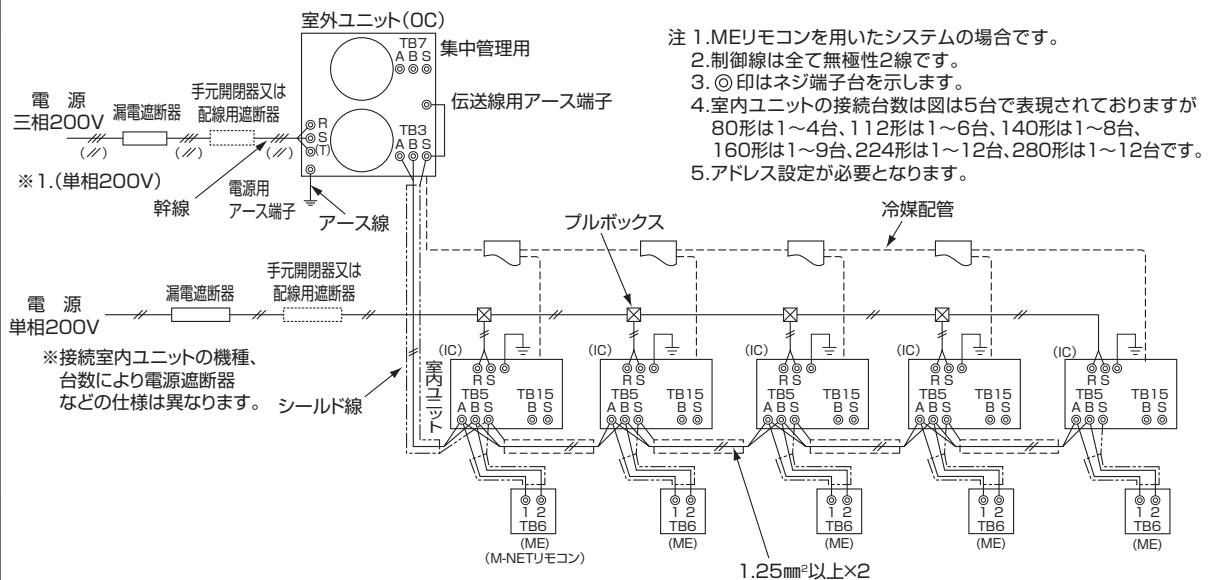 室外ユニット(OC)
TB7
A B S
集中管理用
伝送線用アース端子
TB3
A B S
R
S
(T)
電　源
三相200V
漏電遮断器
手元開閉器又は
配線用遮断器
(//)
(//)
(//)
※1.(単相200V)
幹線
電源用
アース端子
アース線
注 1.MEリモコンを用いたシステムの場合です。
2.制御線は全て無極性2線です。
3.◎印はネジ端子台を示します。
4.室内ユニットの接続台数は図は5台で表現されておりますが
80形は1～4台、112形は1～6台、140形は1～8台、
160形は1～9台、224形は1～12台、280形は1～12台です。
5.アドレス設定が必要となります。
プルボックス
冷媒配管
電　源
単相200V
漏電遮断器
手元開閉器又は
配線用遮断器
※接続室内ユニットの機種、
台数により電源遮断器
などの仕様は異なります。
シールド線
室内ユニット
(IC)
R S
TB5
A B S
TB15
B S
(IC)
R S
TB5
A B S
TB15
B S
(IC)
R S
TB5
A B S
TB15
B S
(IC)
R S
TB5
A B S
TB15
B S
(IC)
R S
TB5
A B S
TB15
B S
1 2
TB6
(ME)
(M-NETリモコン)
1 2
TB6
(ME)
1 2
TB6
(ME)
1 2
TB6
(ME)
1 2
TB6
(ME)
1.25mm²以上×2